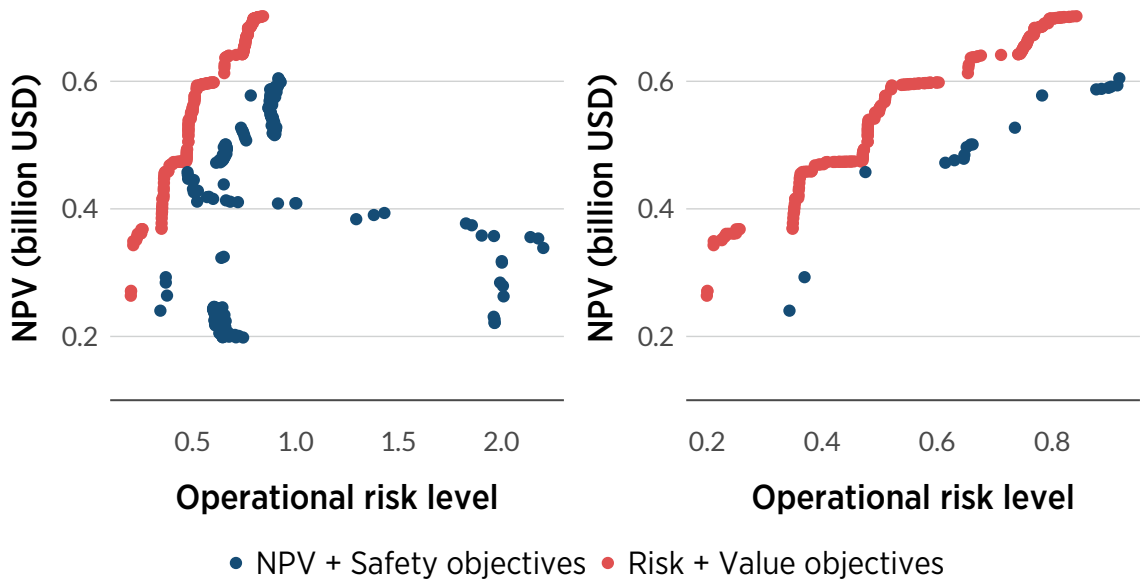 NPV (billion USD)
0.6
0.4
0.2
0.5 1.0 1.5 2.0
Operational risk level
NPV (billion USD)
0.6
0.4
0.2
0.2 0.4 0.6 0.8
Operational risk level
NPV + Safety objectives Risk + Value objectives